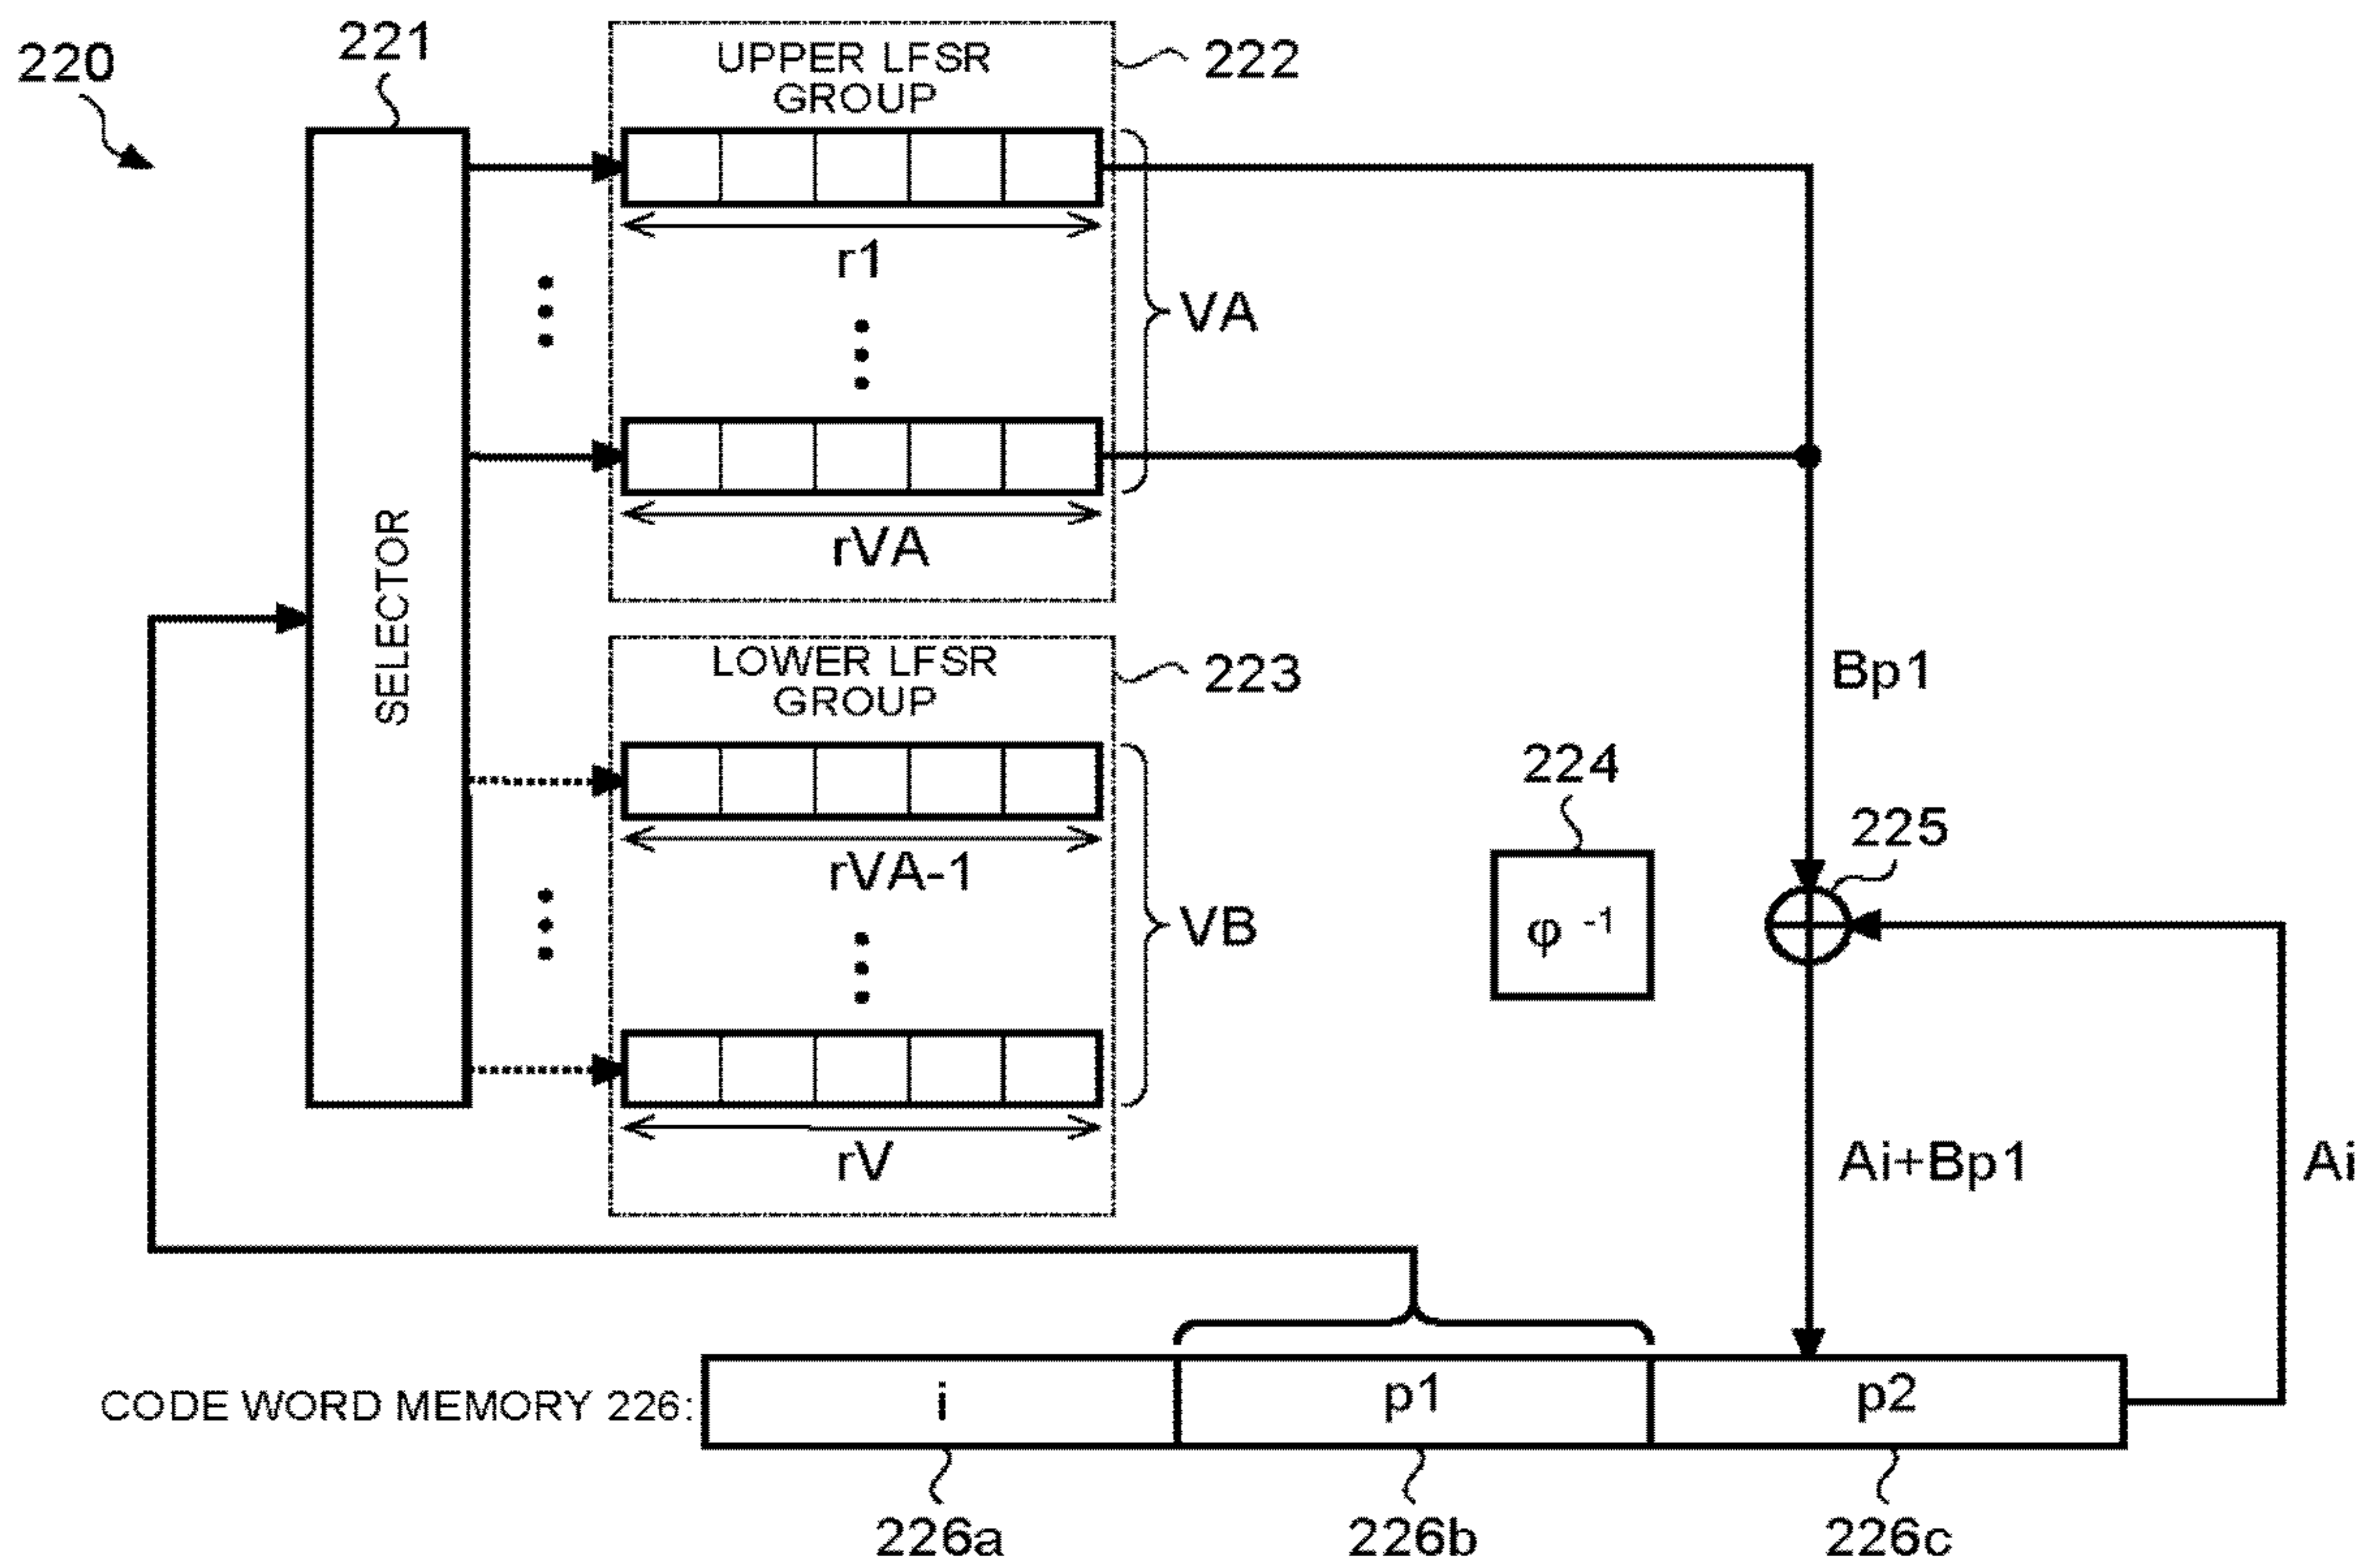 220
221
UPPER LFSR
GROUP
222
r1
VA
rVA
SELECTOR
LOWER LFSR
GROUP
223
Bp1
224
rVA-1
225
VB
φ -1
rV
Ai+Bp1
Ai
CODE WORD MEMORY 226:
i
p1
p2
226a
226b
226c